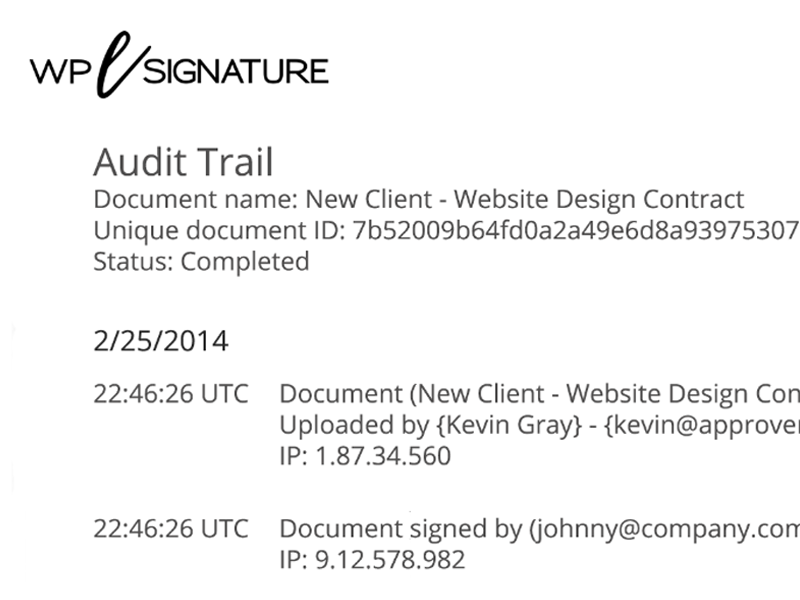 WP e SIGNATURE
Audit Trail
Document name: New Client - Website Design Contract
Unique document ID: 7b52009b64fd0a2a49e6d8a93975307
Status: Completed
2/25/2014
22:46:26 UTC Document (New Client - Website Design Con
Uploaded by {Kevin Gray} - {kevin@approve
IP: 1.87.34.560
22:46:26 UTC Document signed by (johnny@company.com
IP: 9.12.578.982